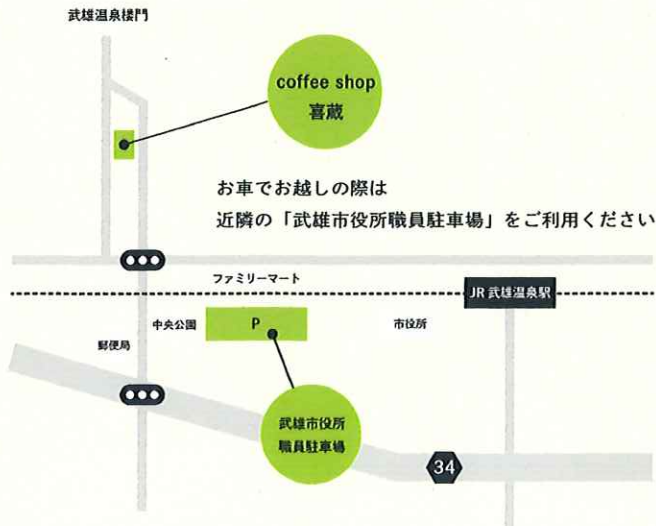 武雄温泉楼門
coffee shop
喜蔵
お車でお越しの際は
近隣の「武雄市役所職員駐車場」をご利用ください
ファミリーマート
JR 武雄温泉駅
中央公園
P
市役所
郵便局
武雄市役所
職員駐車場
34